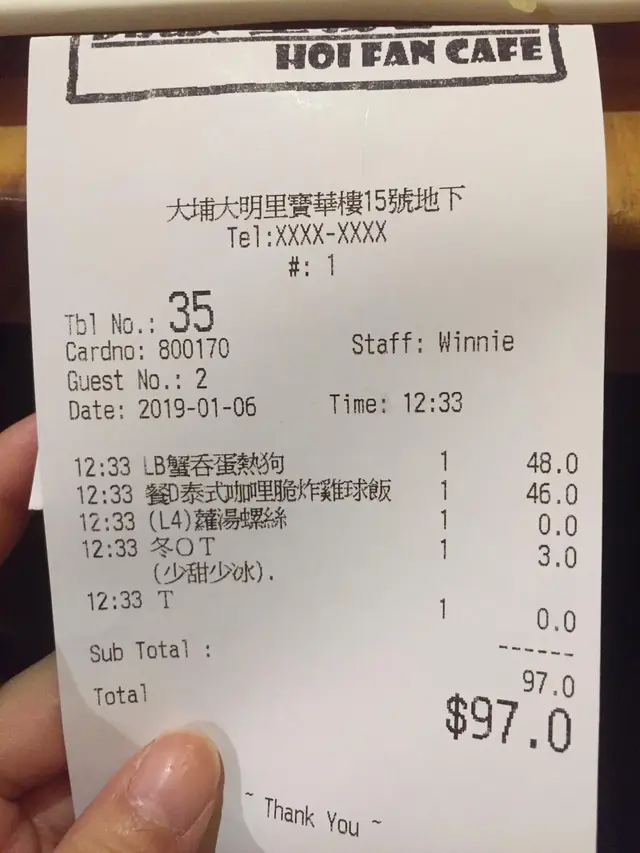 HOI FAN CAFE
大埔大明里寶華樓15號地下
Tel:XXXX-XXXX
#: 1
Tbl No.: 35
Cardno: 800170 Staff: Winnie
Guest No.: 2
Date: 2019-01-06 Time: 12:33
12:33 LB蟹吞蛋熱狗 1 48.0
12:33 餐D泰式咖哩脆炸雞球飯 1 46.0
12:33 (L4)蘿湯螺絲 1 0.0
12:33 冬OT 1 3.0
(少甜少冰).
12:33 T 1 0.0
------
Sub Total : 97.0
Total $97.0
~ Thank You ~